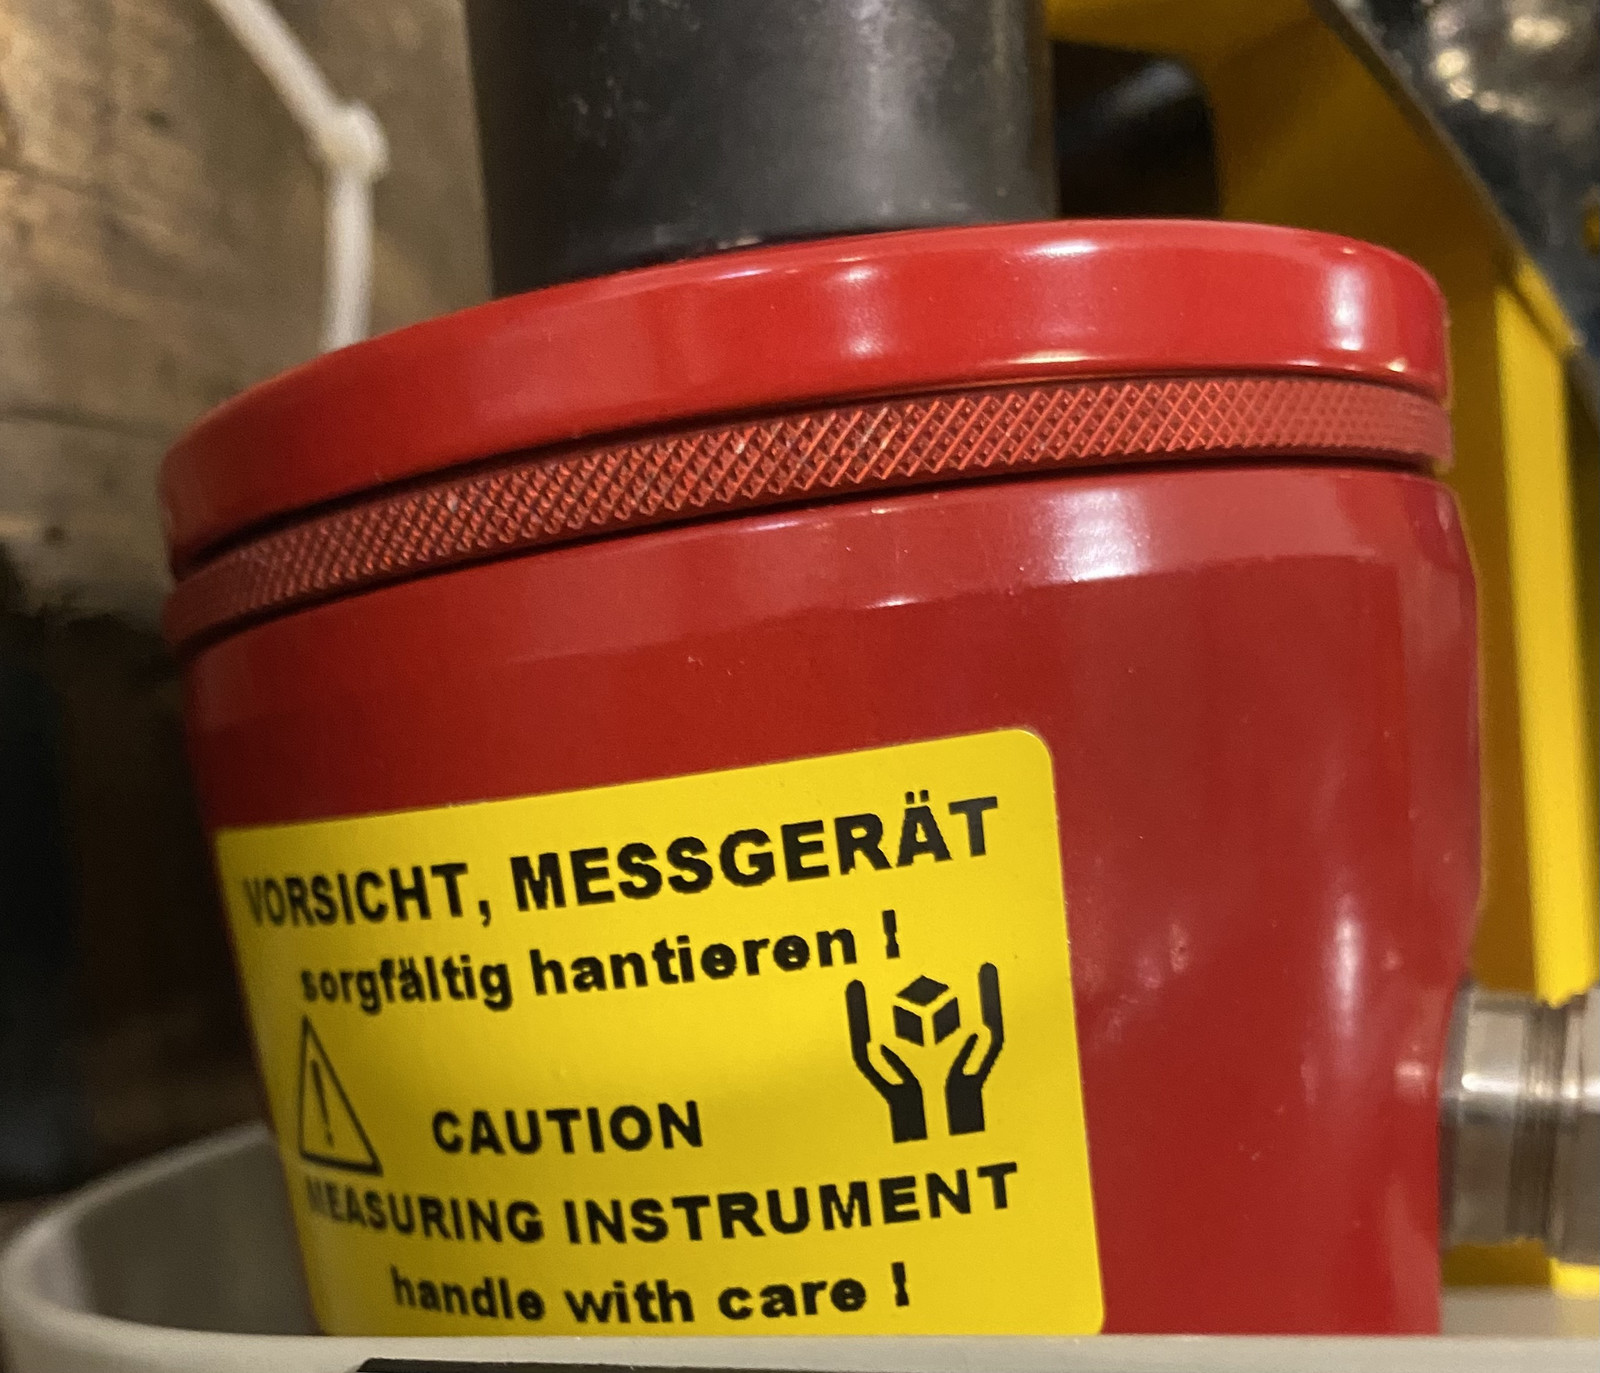 VORSICHT, MESSGERÄT
sorgfältig hantieren !
CAUTION
MEASURING INSTRUMENT
handle with care !